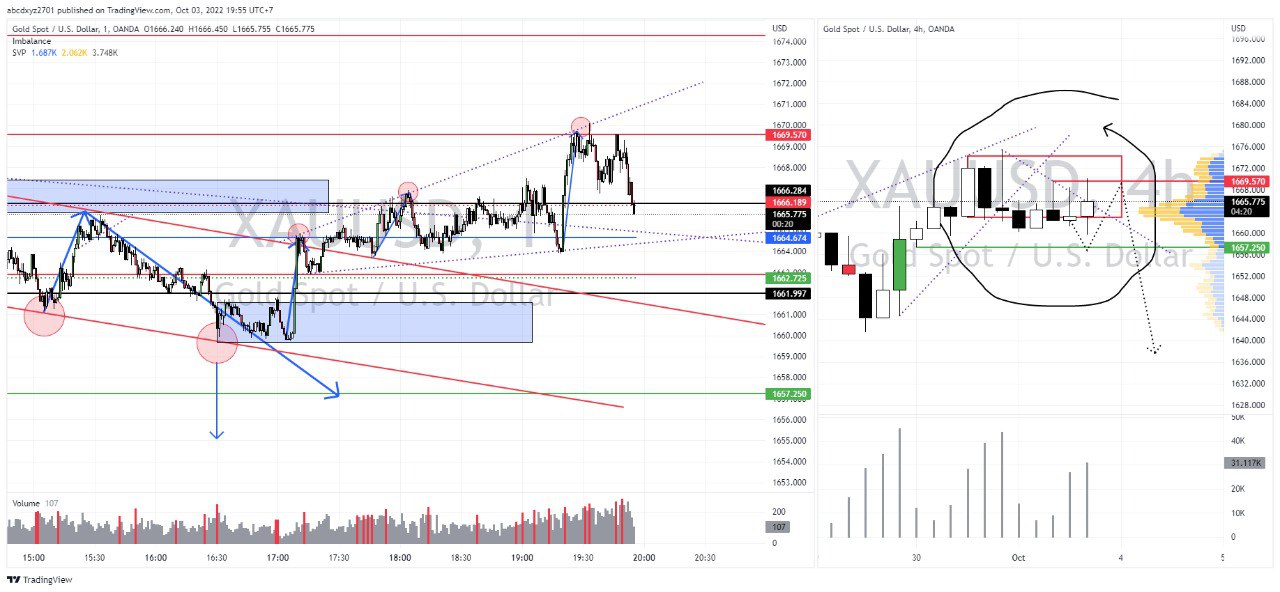 abcdxyz2701 published on TradingView.com, Oct 03, 2022 19:55 UTC+7
Gold Spot / U.S. Dollar, 1, OANDA O1666.240 H1666.450 L1665.755 C1665.775
Imbalance
SVP 1.687K 2.062K 3.748K
USD
1674.000
1673.000
1672.000
1671.000
1670.000
1669.570
1669.000
1668.000
1666.284
1666.189
1665.775
00:20
1664.674
1664.000
1662.725
1661.997
1661.000
1660.000
1659.000
1658.000
1657.250
1656.000
1655.000
1654.000
1653.000
XAUUSD, 1
Gold Spot / U.S. Dollar
Volume 107
200
107
0
15:00 15:30 16:00 16:30 17:00 17:30 18:00 18:30 19:00 19:30 20:00 20:30
Gold Spot / U.S. Dollar, 4h, OANDA
USD
1696.000
1692.000
1688.000
1684.000
1680.000
1676.000
1672.000
1669.570
1668.000
1665.775
04:20
1660.000
1657.250
1656.000
1652.000
1648.000
1644.000
1640.000
1636.000
1632.000
1628.000
XAUUSD, 4h
Gold Spot / U.S. Dollar
50K
40K
31.117K
20K
10K
0
30 Oct 4 5
TradingView